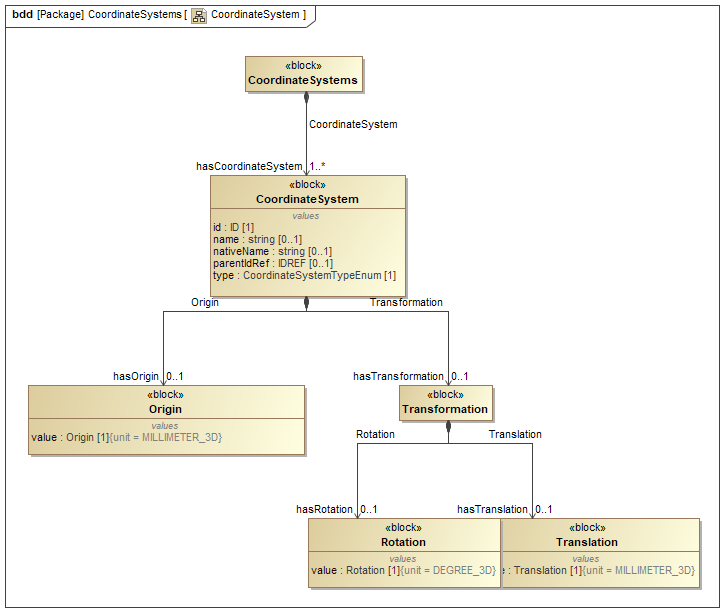 bdd [Package] CoordinateSystems [ CoordinateSystem ]
«block»
CoordinateSystems
CoordinateSystem
hasCoordinateSystem 1..*
«block»
CoordinateSystem
values
id : ID [1]
name : string [0..1]
nativeName : string [0..1]
parentIdRef : IDREF [0..1]
type : CoordinateSystemTypeEnum [1]
Origin Transformation
hasOrigin 0..1 hasTransformation 0..1
«block»
Origin
values
value : Origin [1]{unit = MILLIMETER_3D}
«block»
Transformation
Rotation Translation
hasRotation 0..1 hasTranslation 0..1
«block»
Rotation
values
value : Rotation [1]{unit = DEGREE_3D}
«block»
Translation
values
: Translation [1]{unit = MILLIMETER_3D}